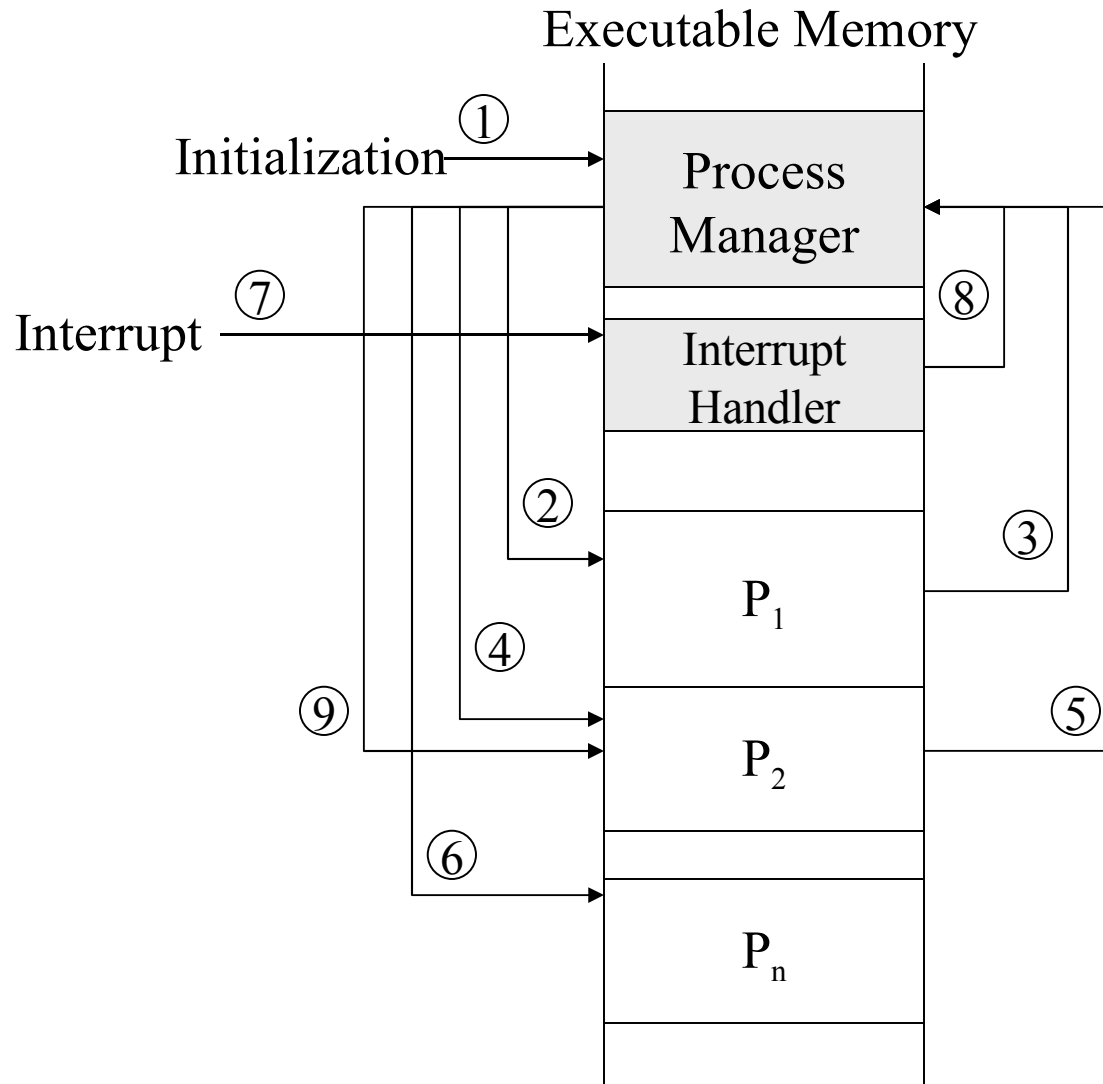 Executable Memory
①
Initialization
Process
Manager
⑦
Interrupt
⑧
Interrupt
Handler
②
③
P₁
④
⑨
⑤
P₂
⑥
Pₙ